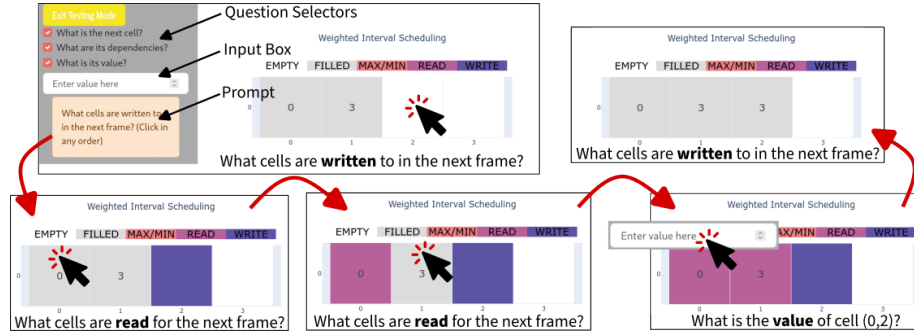 Exit Testing Mode
What is the next cell?
What are its dependencies?
What is its value?
Enter value here
What cells are written to
in the next frame? (Click in
any order)
Question Selectors
Input Box
Prompt
Weighted Interval Scheduling
EMPTY FILLED MAX/MIN READ WRITE
0 0 3
0 1 2 3
What cells are written to in the next frame?
Weighted Interval Scheduling
EMPTY FILLED MAX/MIN READ WRITE
0 0 3 3
0 1 2 3
What cells are written to in the next frame?
Weighted Interval Scheduling
EMPTY FILLED MAX/MIN READ WRITE
0 0 3
0 1 2 3
What cells are read for the next frame?
Weighted Interval Scheduling
EMPTY FILLED MAX/MIN READ WRITE
0 0 3
0 1 2 3
What cells are read for the next frame?
Weighted Interval Scheduling
Enter value here
READ WRITE
0 0 3
0 1 2 3
What is the value of cell (0,2)?